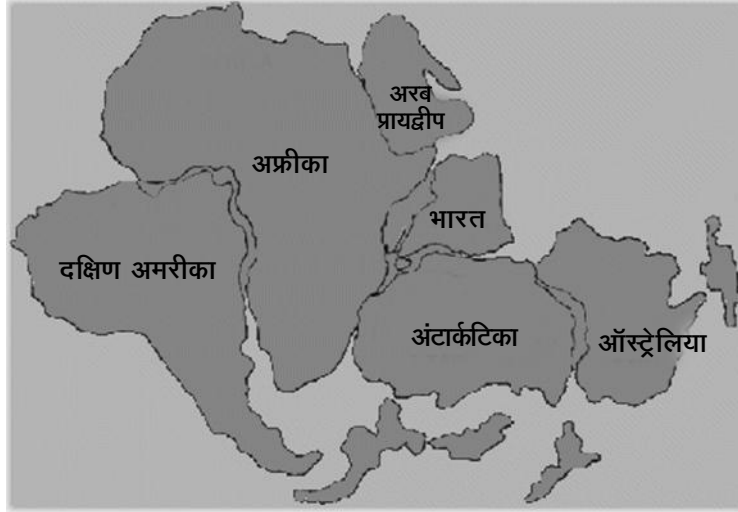 अरब
प्रायद्वीप
अफ्रीका
भारत
दक्षिण अमरीका
अंटार्कटिका
ऑस्ट्रेलिया